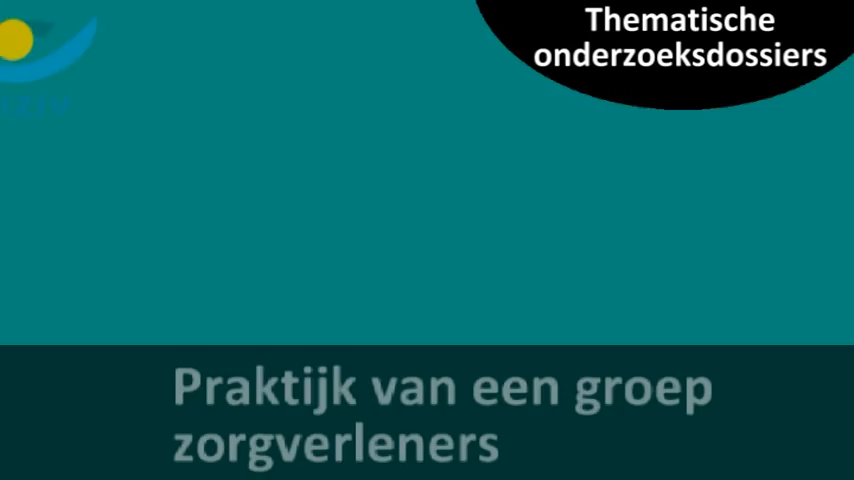 Thematische
onderzoeksdossiers
Praktijk van een groep
zorgverleners